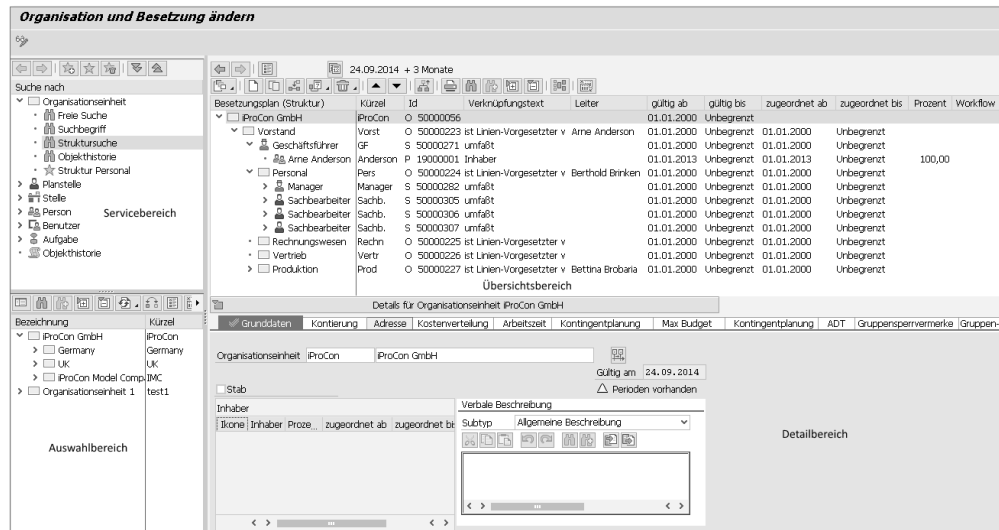 Organisation und Besetzung ändern
24.09.2014 + 3 Monate
Suche nach
Organisationseinheit
Freie Suche
Suchbegriff
Struktursuche
Objekthistorie
Struktur Personal
Planstelle
Stelle
Person
Servicebereich
Benutzer
Aufgabe
Objekthistorie
Besetzungsplan (Struktur) Kürzel Id Verknüpfungstext Leiter gültig ab gültig bis zugeordnet ab zugeordnet bis Prozent Workflow
iProCon GmbH iProCon O 50000056 01.01.2000 Unbegrenzt
Vorstand Vorst O 50000223 ist Linien-Vorgesetzter v Arne Anderson 01.01.2000 Unbegrenzt 01.01.2000 Unbegrenzt
Geschäftsführer GF S 50000271 umfaßt 01.01.2000 Unbegrenzt 01.01.2000 Unbegrenzt
Arne Anderson Anderson P 19000001 Inhaber 01.01.2013 Unbegrenzt 01.01.2013 Unbegrenzt 100,00
Personal Pers O 50000224 ist Linien-Vorgesetzter v Berthold Brinken 01.01.2000 Unbegrenzt 01.01.2000 Unbegrenzt
Manager Manager S 50000282 umfaßt 01.01.2000 Unbegrenzt 01.01.2000 Unbegrenzt
Sachbearbeiter Sachb. S 50000305 umfaßt 01.01.2000 Unbegrenzt 01.01.2000 Unbegrenzt
Sachbearbeiter Sachb. S 50000306 umfaßt 01.01.2000 Unbegrenzt 01.01.2000 Unbegrenzt
Sachbearbeiter Sachb. S 50000307 umfaßt 01.01.2000 Unbegrenzt 01.01.2000 Unbegrenzt
Rechnungswesen Rechn O 50000225 ist Linien-Vorgesetzter v 01.01.2000 Unbegrenzt 01.01.2000 Unbegrenzt
Vertrieb Vertr O 50000226 ist Linien-Vorgesetzter v 01.01.2000 Unbegrenzt 01.01.2000 Unbegrenzt
Produktion Prod O 50000227 ist Linien-Vorgesetzter v Bettina Brobaria 01.01.2000 Unbegrenzt 01.01.2000 Unbegrenzt
Übersichtsbereich
Bezeichnung Kürzel
iProCon GmbH iProCon
Germany Germany
UK UK
iProCon Model Comp. IMC
Organisationseinheit 1 test1
Auswahlbereich
Details für Organisationseinheit iProCon GmbH
Grunddaten Kontierung Adresse Kostenverteilung Arbeitszeit Kontingentplanung Max Budget Kontingentplanung ADT Gruppensperrvermerke Gruppen-
Organisationseinheit iProCon iProCon GmbH
Gültig am 24.09.2014
Stab Perioden vorhanden
Inhaber
Ikone Inhaber Proze... zugeordnet ab zugeordnet bi
Verbale Beschreibung
Subtyp Allgemeine Beschreibung
Detailbereich